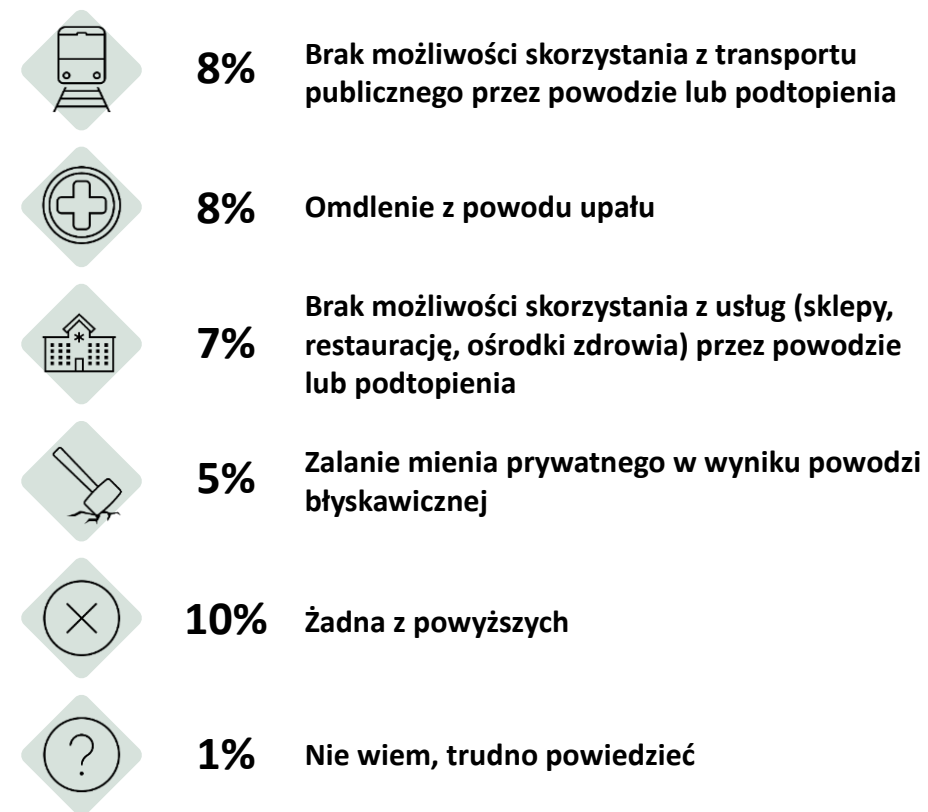 8%
Brak możliwości skorzystania z transportu
publicznego przez powodzie lub podtopienia
8%
Omdlenie z powodu upału
7%
Brak możliwości skorzystania z usług (sklepy,
restaurację, ośrodki zdrowia) przez powodzie
lub podtopienia
5%
Zalanie mienia prywatnego w wyniku powodzi
błyskawicznej
10%
Żadna z powyższych
1%
Nie wiem, trudno powiedzieć